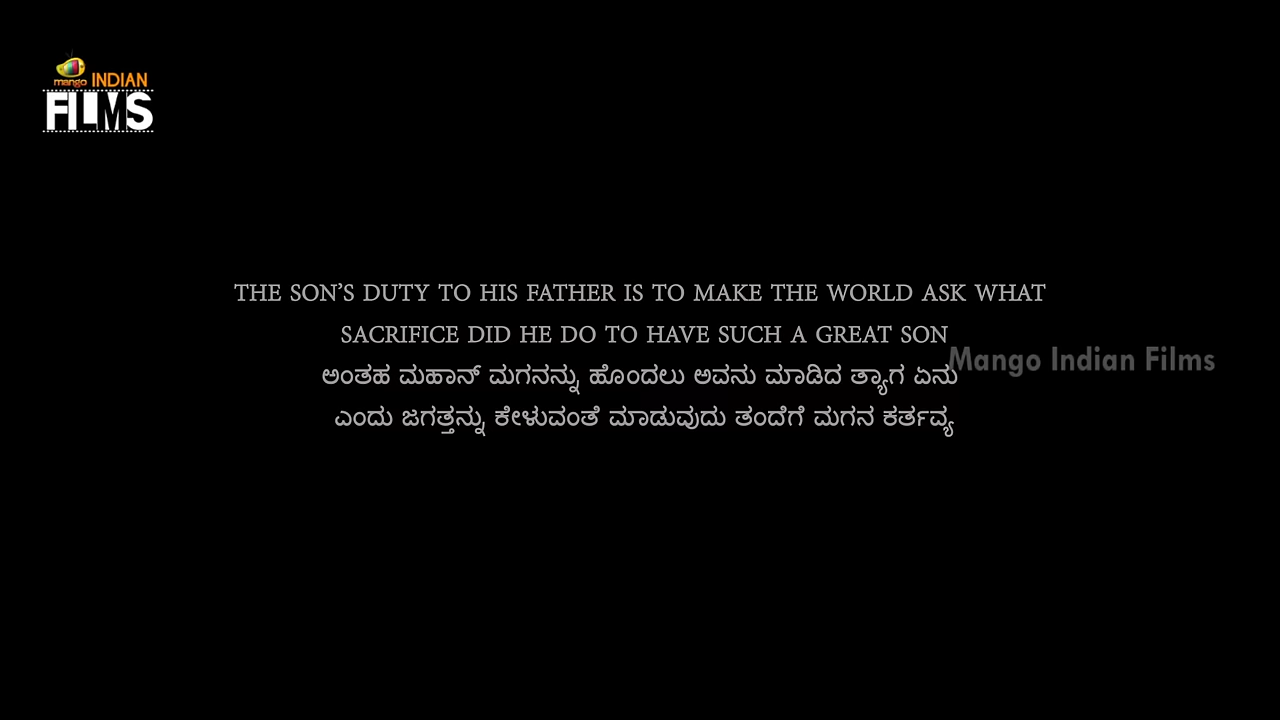 mango INDIAN
FILMS
THE SON’S DUTY TO HIS FATHER IS TO MAKE THE WORLD ASK WHAT
SACRIFICE DID HE DO TO HAVE SUCH A GREAT SON
Mango Indian Films
ಅಂತಹ ಮಹಾನ್ ಮಗನನ್ನು ಹೊಂದಲು ಅವನು ಮಾಡಿದ ತ್ಯಾಗ ಏನು
ಎಂದು ಜಗತ್ತನ್ನು ಕೇಳುವಂತೆ ಮಾಡುವುದು ತಂದೆಗೆ ಮಗನ ಕರ್ತವ್ಯ